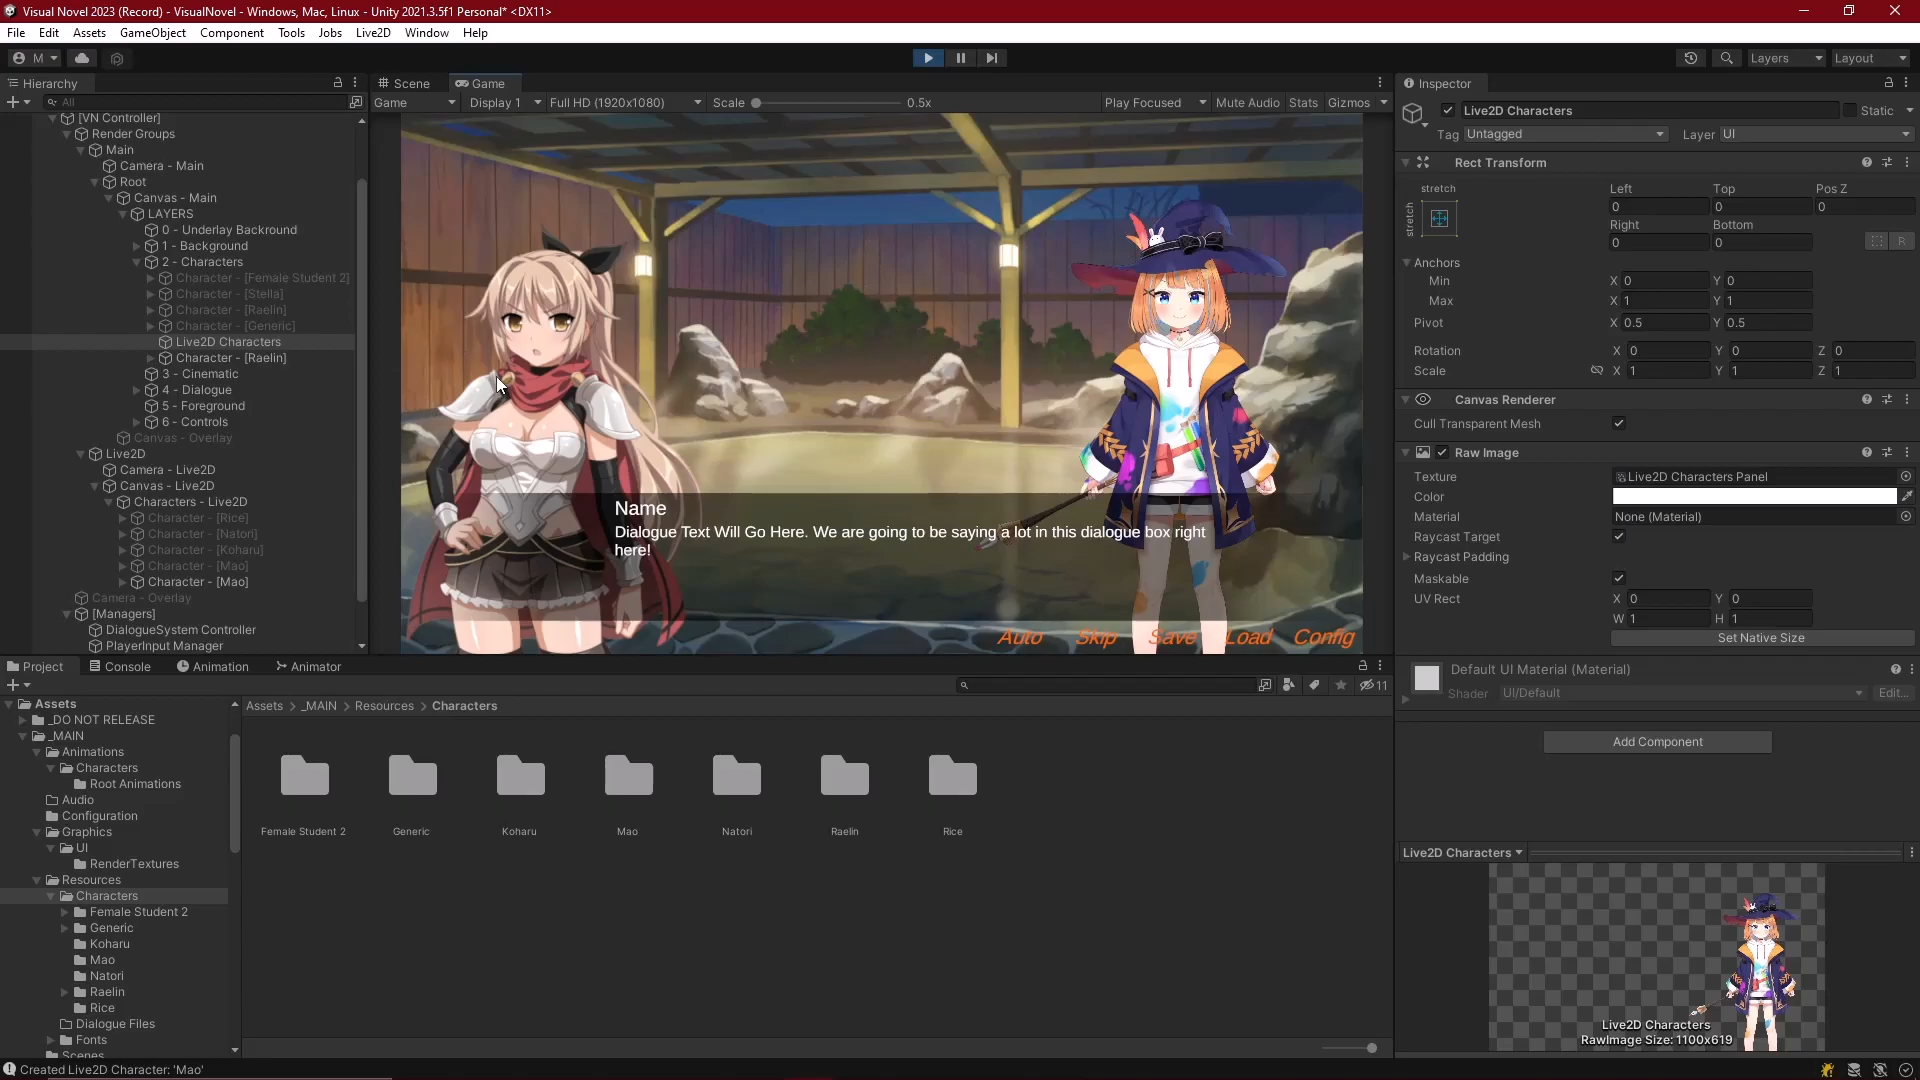 Visual Novel 2023 (Record) - VisualNovel - Windows, Mac, Linux - Unity 2021.3.5f1 Personal* <DX11>
File Edit Assets GameObject Component Tools Jobs Live2D Window Help
M Layers Layout
Hierarchy
All
[VN Controller]
Render Groups
Main
Camera - Main
Root
Canvas - Main
LAYERS
0 - Underlay Backround
1 - Background
2 - Characters
Character - [Female Student 2]
Character - [Stella]
Character - [Raelin]
Character - [Generic]
Live2D Characters
Character - [Raelin]
3 - Cinematic
4 - Dialogue
5 - Foreground
6 - Controls
Canvas - Overlay
Live2D
Camera - Live2D
Canvas - Live2D
Characters - Live2D
Character - [Rice]
Character - [Natori]
Character - [Koharu]
Character - [Mao]
Character - [Mao]
Camera - Overlay
[Managers]
DialogueSystem Controller
PlayerInput Manager
Scene Game
Game Display 1 Full HD (1920x1080) Scale 0.5x Play Focused Mute Audio Stats Gizmos
Name
Dialogue Text Will Go Here. We are going to be saying a lot in this dialogue box right
here!
Auto Skip Save Load Config
Inspector
Live2D Characters Static
Tag Untagged Layer UI
Rect Transform
stretch Left Top Pos Z
stretch 0 0 0
Right Bottom
0 0 R
Anchors
Min X 0 Y 0
Max X 1 Y 1
Pivot X 0.5 Y 0.5
Rotation X 0 Y 0 Z 0
Scale X 1 Y 1 Z 1
Canvas Renderer
Cull Transparent Mesh
Raw Image
Texture Live2D Characters Panel
Color
Material None (Material)
Raycast Target
Raycast Padding
Maskable
UV Rect X 0 Y 0
W 1 H 1
Set Native Size
Default UI Material (Material)
Shader UI/Default Edit...
Add Component
Live2D Characters
Live2D Characters
RawImage Size: 1100x619
Project Console Animation Animator
11
Assets
_DO NOT RELEASE
_MAIN
Animations
Characters
Root Animations
Audio
Configuration
Graphics
UI
RenderTextures
Resources
Characters
Female Student 2
Generic
Koharu
Mao
Natori
Raelin
Rice
Dialogue Files
Fonts
Scenes
Assets > _MAIN > Resources > Characters
Female Student 2 Generic Koharu Mao Natori Raelin Rice
Created Live2D Character: 'Mao'